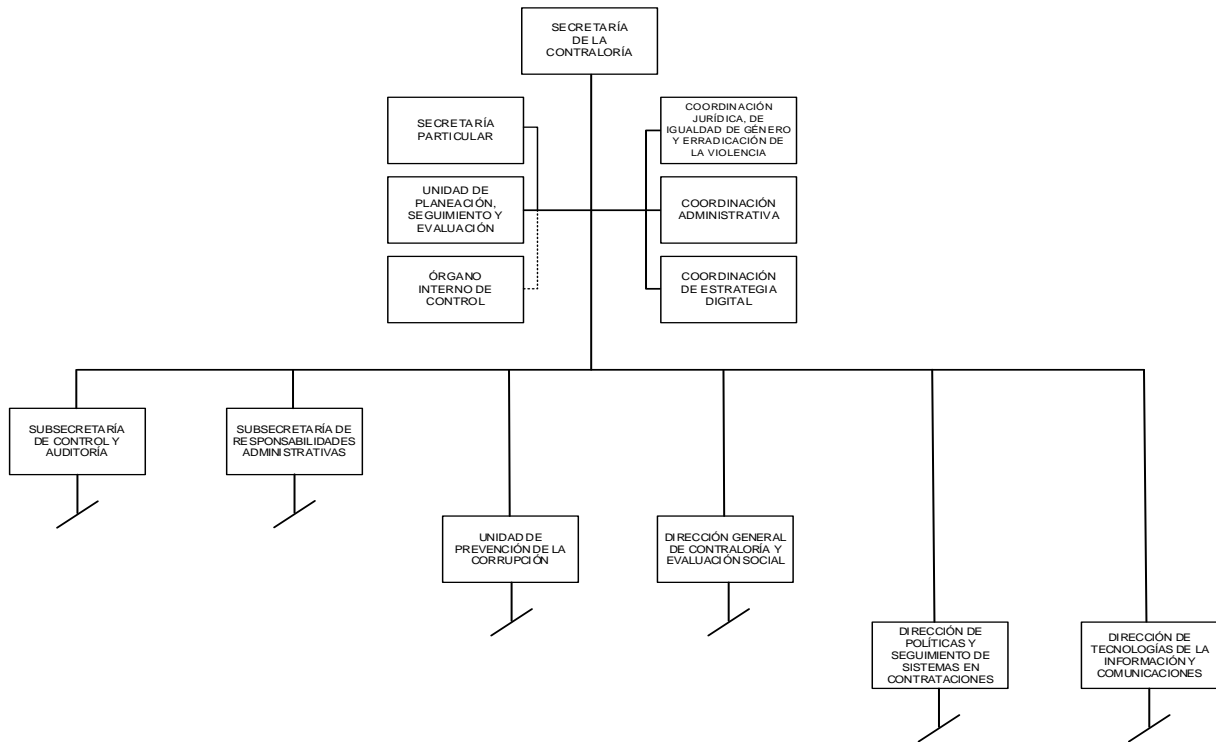 SECRETARÍA
DE LA
CONTRALORÍA
SECRETARÍA
PARTICULAR
COORDINACIÓN
JURÍDICA, DE
IGUALDAD DE GÉNERO
Y ERRADICACIÓN DE
LA VIOLENCIA
UNIDAD DE
PLANEACIÓN,
SEGUIMIENTO Y
EVALUACIÓN
COORDINACIÓN
ADMINISTRATIVA
ÓRGANO
INTERNO DE
CONTROL
COORDINACIÓN
DE ESTRATEGIA
DIGITAL
SUBSECRETARÍA
DE CONTROL Y
AUDITORÍA
SUBSECRETARÍA DE
RESPONSABILIDADES
ADMINISTRATIVAS
UNIDAD DE
PREVENCIÓN DE LA
CORRUPCIÓN
DIRECCIÓN GENERAL
DE CONTRALORÍA Y
EVALUACIÓN SOCIAL
DIRECCIÓN DE
POLÍTICAS Y
SEGUIMIENTO DE
SISTEMAS EN
CONTRATACIONES
DIRECCIÓN DE
TECNOLOGÍAS DE LA
INFORMACIÓN Y
COMUNICACIONES